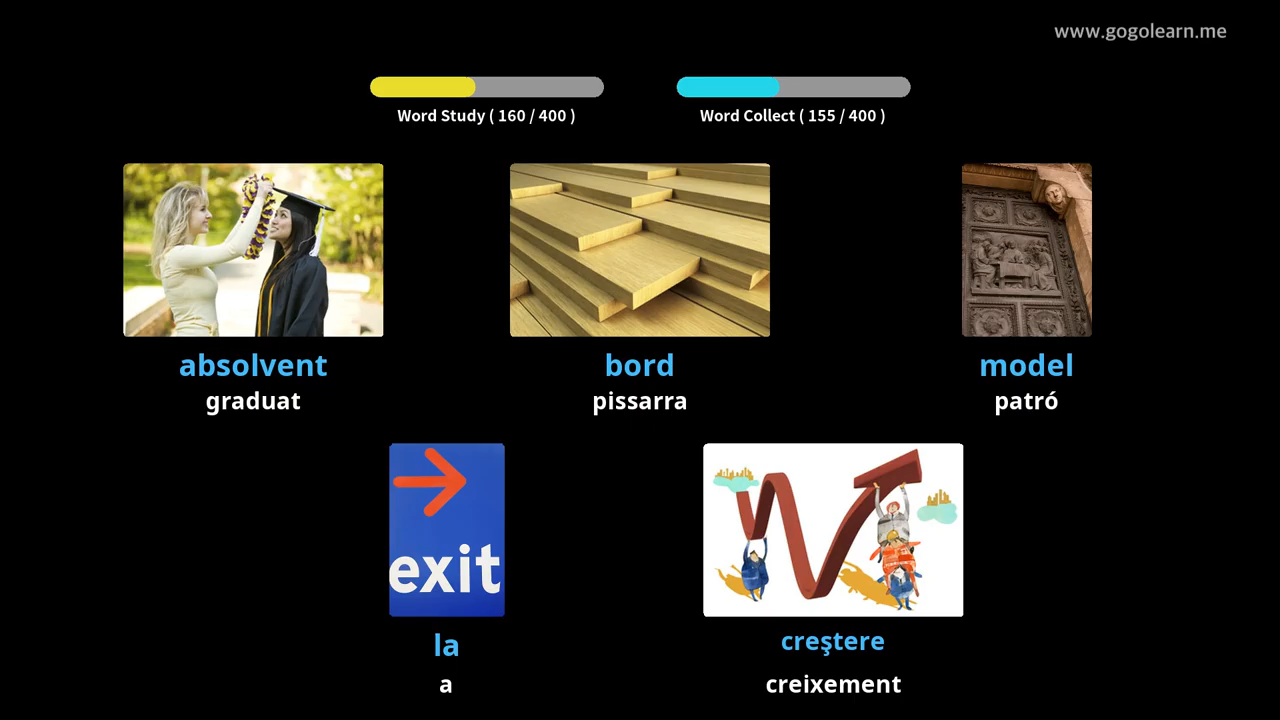 www.gogolearn.me
Word Study ( 160 / 400 )
Word Collect ( 155 / 400 )
absolvent
graduat
bord
pissarra
model
patró
exit
la
a
creştere
creixement